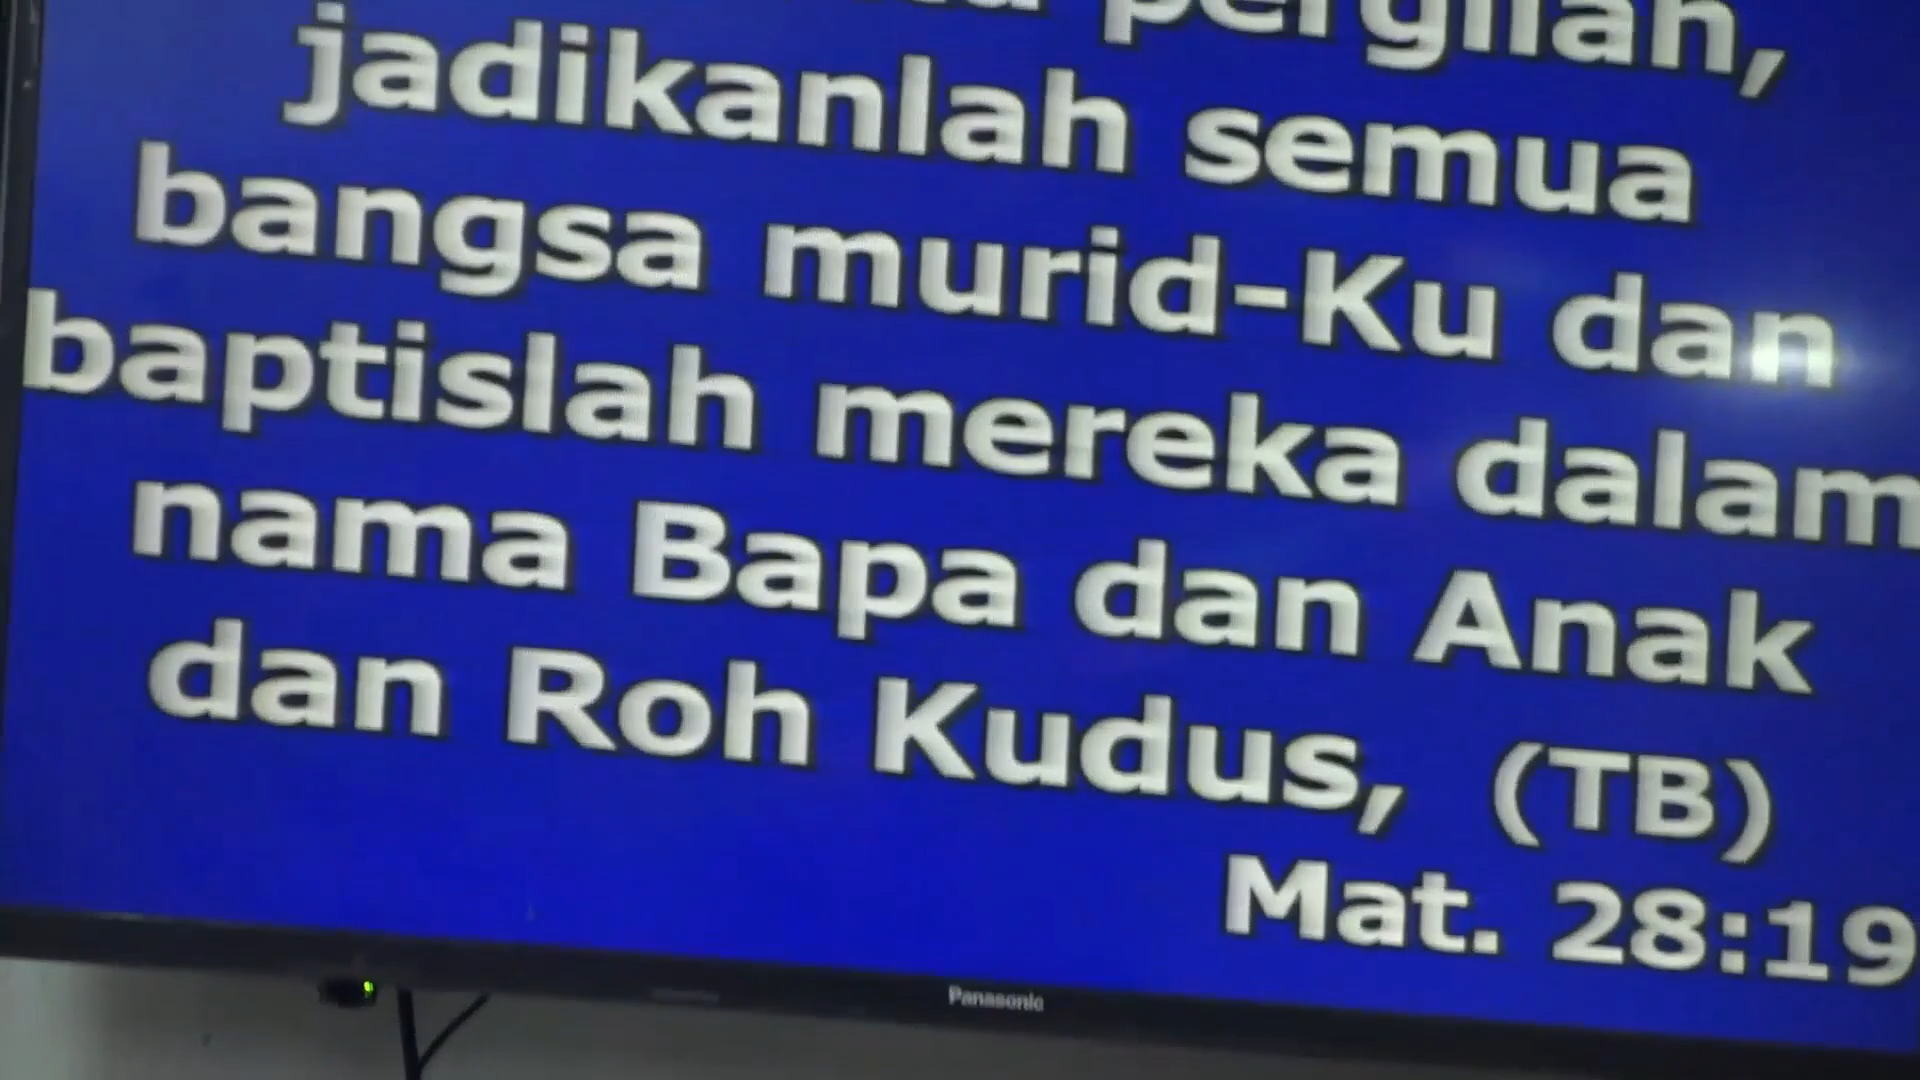 pergilah,
jadikanlah semua
bangsa murid-Ku dan
baptislah mereka dalam
nama Bapa dan Anak
dan Roh Kudus, (TB)
Mat. 28:19
Panasonic